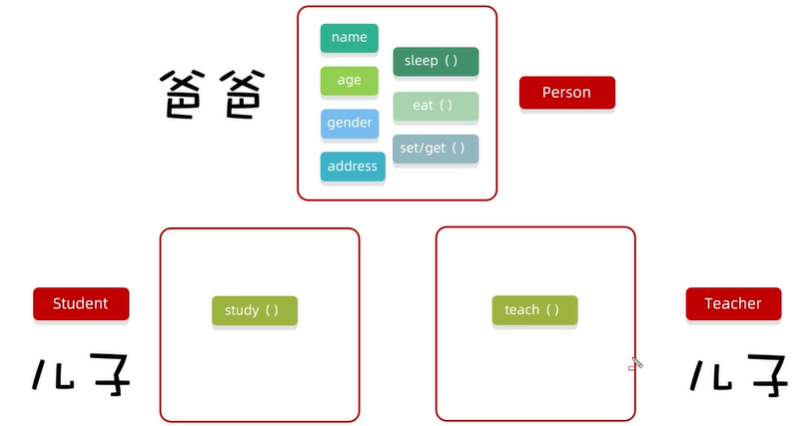 爸爸
name
age
gender
address
sleep ( )
eat ( )
set/get ( )
Person
Student
儿子
study ( )
teach ( )
Teacher
儿子